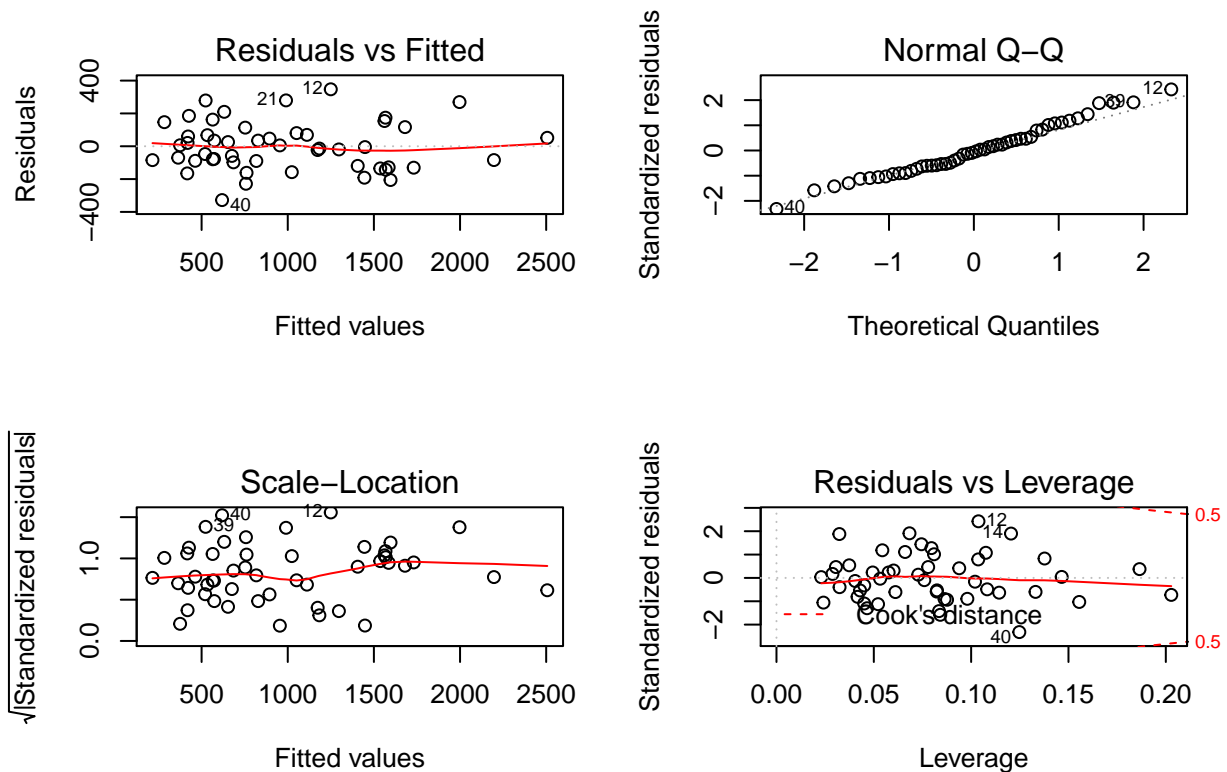 Residuals vs Fitted
400
0
−400
Residuals
21
12
40
500 1000 1500 2000 2500
Fitted values
Normal Q−Q
2
0
−2
Standardized residuals
12
40
−2 −1 0 1 2
Theoretical Quantiles
Scale−Location
1.0
0.0
√|Standardized residuals|
40
39
12
500 1000 1500 2000 2500
Fitted values
Residuals vs Leverage
2
0
−2
Standardized residuals
12
14
40
0.5
0.5
Cook's distance
0.00 0.05 0.10 0.15 0.20
Leverage